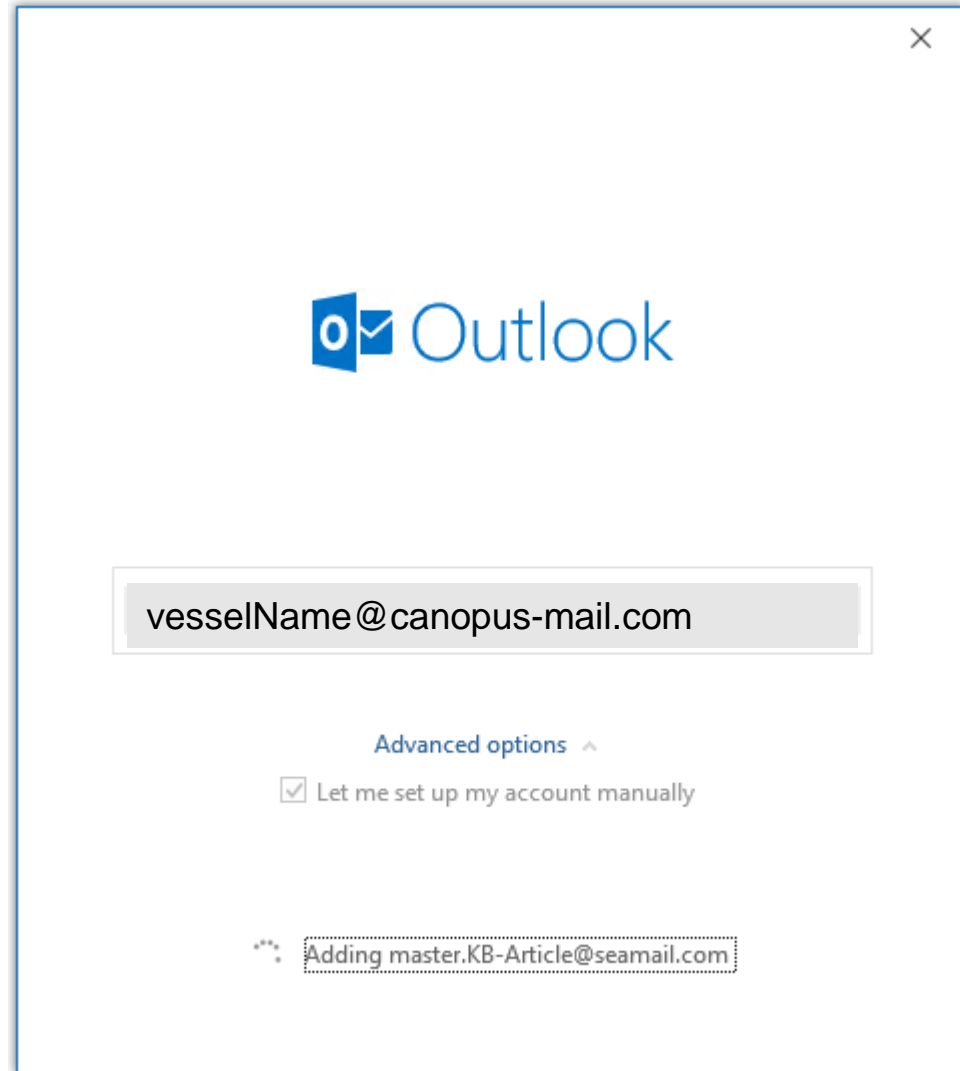 Outlook
vesselName@canopus-mail.com
Advanced options
Let me set up my account manually
Adding master.KB-Article@seamail.com